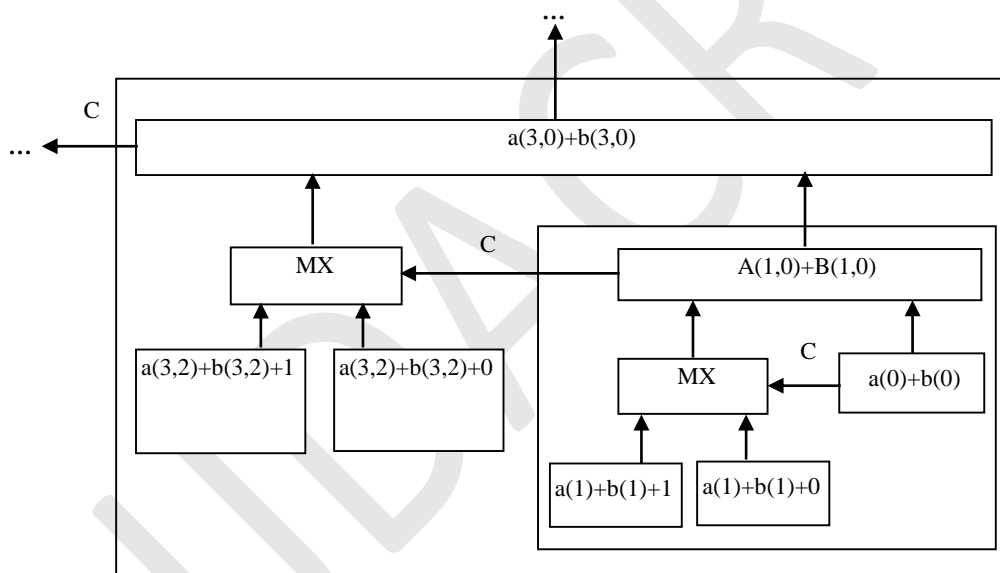 ...
C
a(3,0)+b(3,0)
...
C
MX
A(1,0)+B(1,0)
a(3,2)+b(3,2)+1
a(3,2)+b(3,2)+0
C
MX
a(0)+b(0)
a(1)+b(1)+1
a(1)+b(1)+0